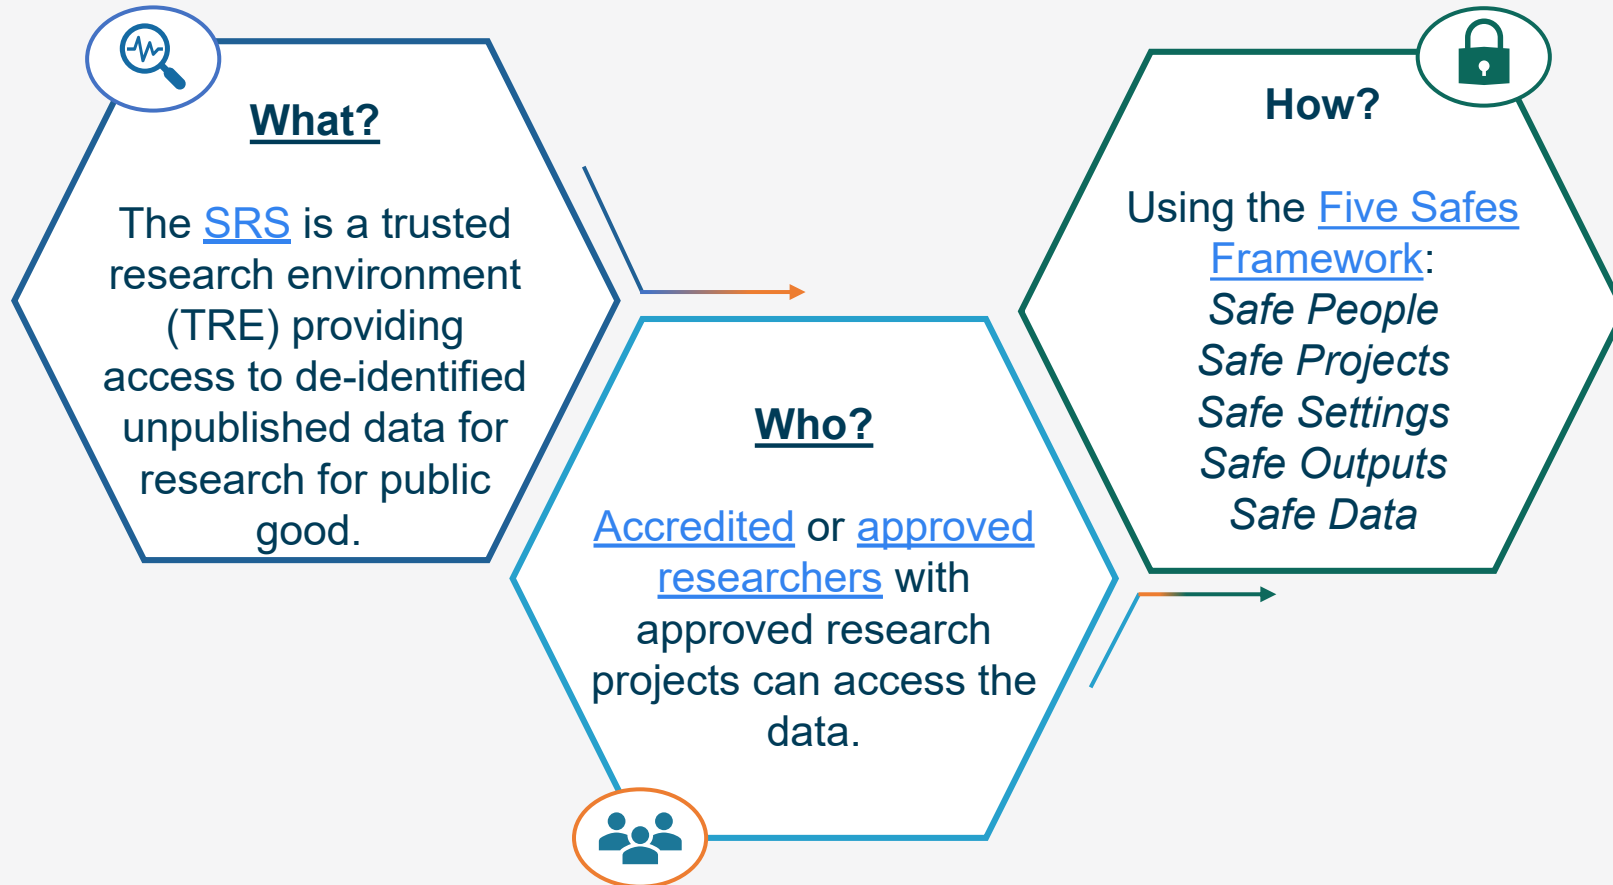 What?
The SRS is a trusted
research environment
(TRE) providing
access to de-identified
unpublished data for
research for public
good.
Who?
Accredited or approved
researchers with
approved research
projects can access the
data.
How?
Using the Five Safes
Framework:
Safe People
Safe Projects
Safe Settings
Safe Outputs
Safe Data